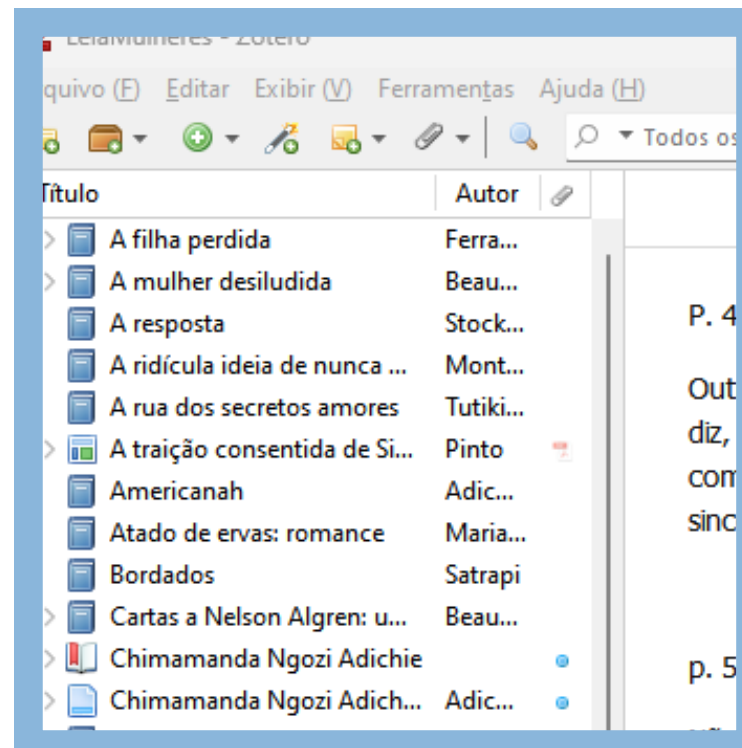 LeiaMulheres - Zotero
quivo (F) Editar Exibir (V) Ferramentas Ajuda (H)
Todos os
Título Autor
A filha perdida Ferra...
A mulher desiludida Beau...
A resposta Stock...
A ridícula ideia de nunca ... Mont...
A rua dos secretos amores Tutiki...
A traição consentida de Si... Pinto
Americanah Adic...
Atado de ervas: romance Maria...
Bordados Satrapi
Cartas a Nelson Algren: u... Beau...
Chimamanda Ngozi Adichie
Chimamanda Ngozi Adich... Adic...
P. 4
Out
diz,
com
sinc
p. 5